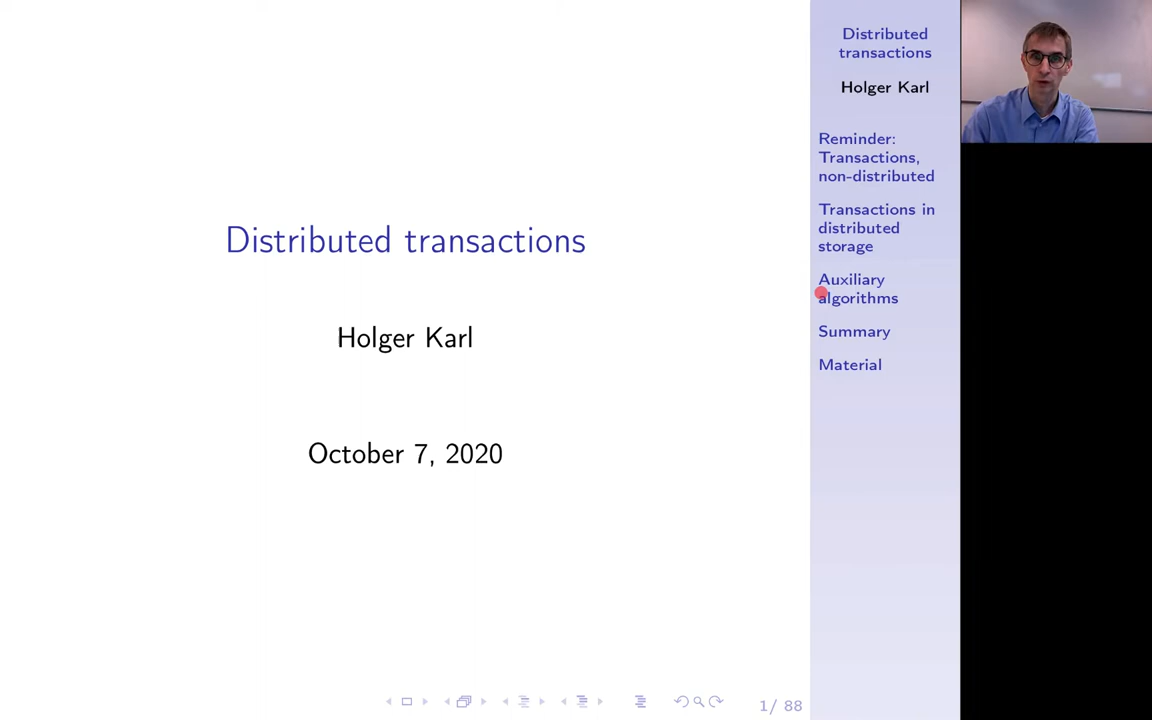 Distributed transactions
Holger Karl
October 7, 2020
1/ 88
Distributed
transactions
Holger Karl
Reminder:
Transactions,
non-distributed
Transactions in
distributed
storage
Auxiliary
algorithms
Summary
Material